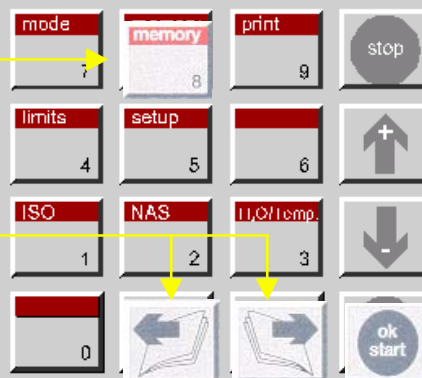 mode
7
memory
8
print
9
stop
limits
4
setup
5
6
+
ISO
1
NAS
2
H₂O/Temp.
3
-
0
ok
start